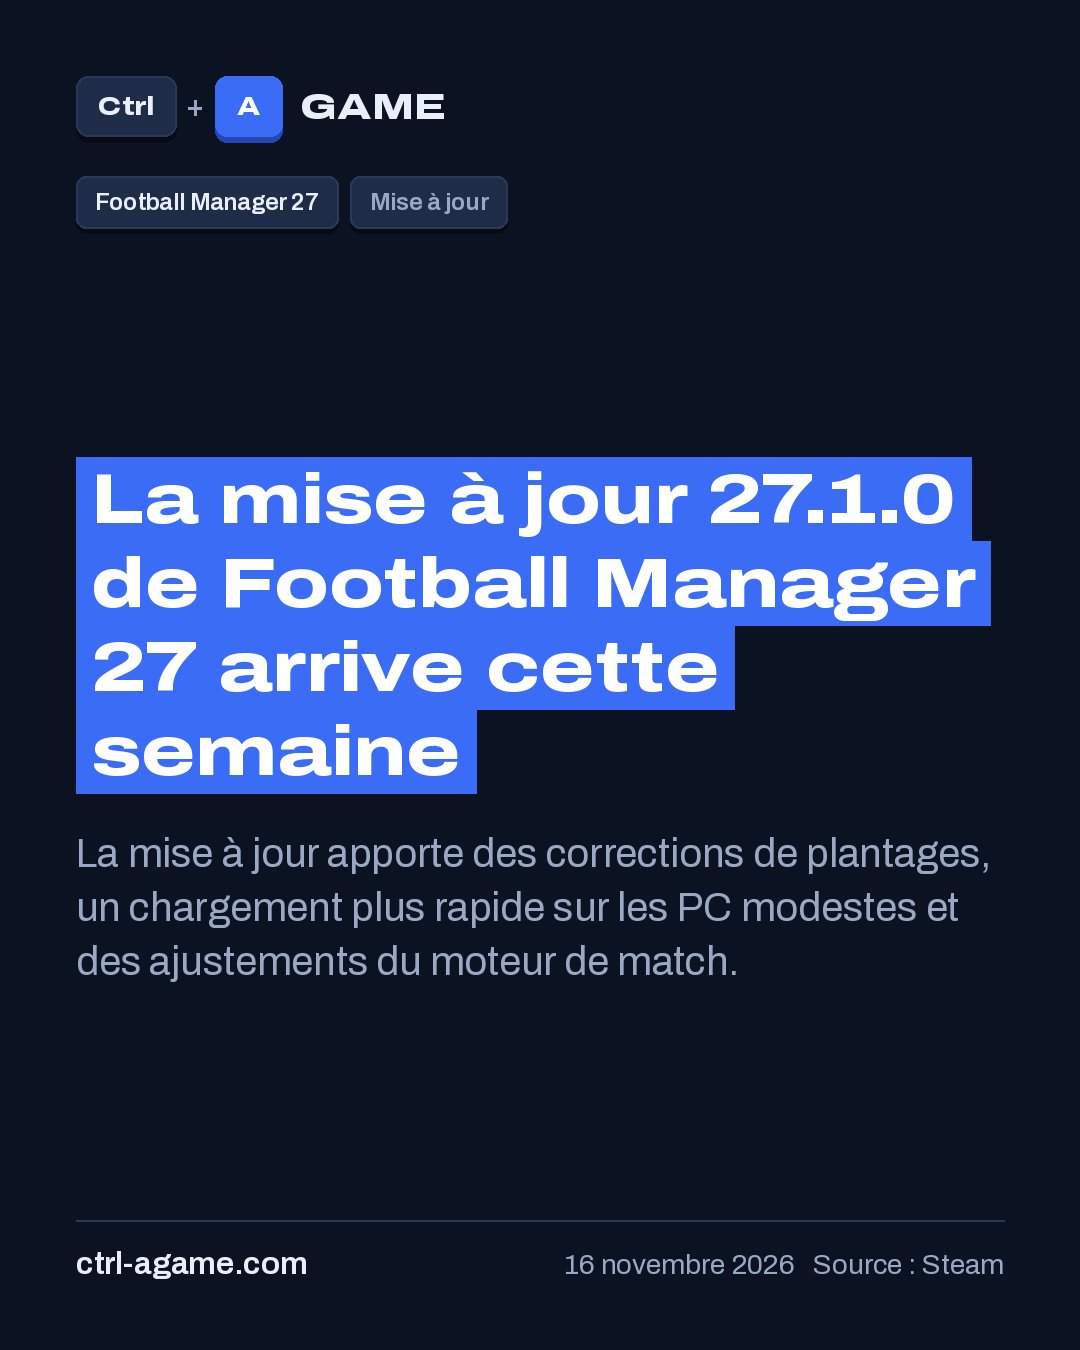 Ctrl + A GAME
Football Manager 27 Mise à jour
La mise à jour 27.1.0
de Football Manager
27 arrive cette
semaine
La mise à jour apporte des corrections de plantages,
un chargement plus rapide sur les PC modestes et
des ajustements du moteur de match.
ctrl-agame.com 16 novembre 2026 Source : Steam